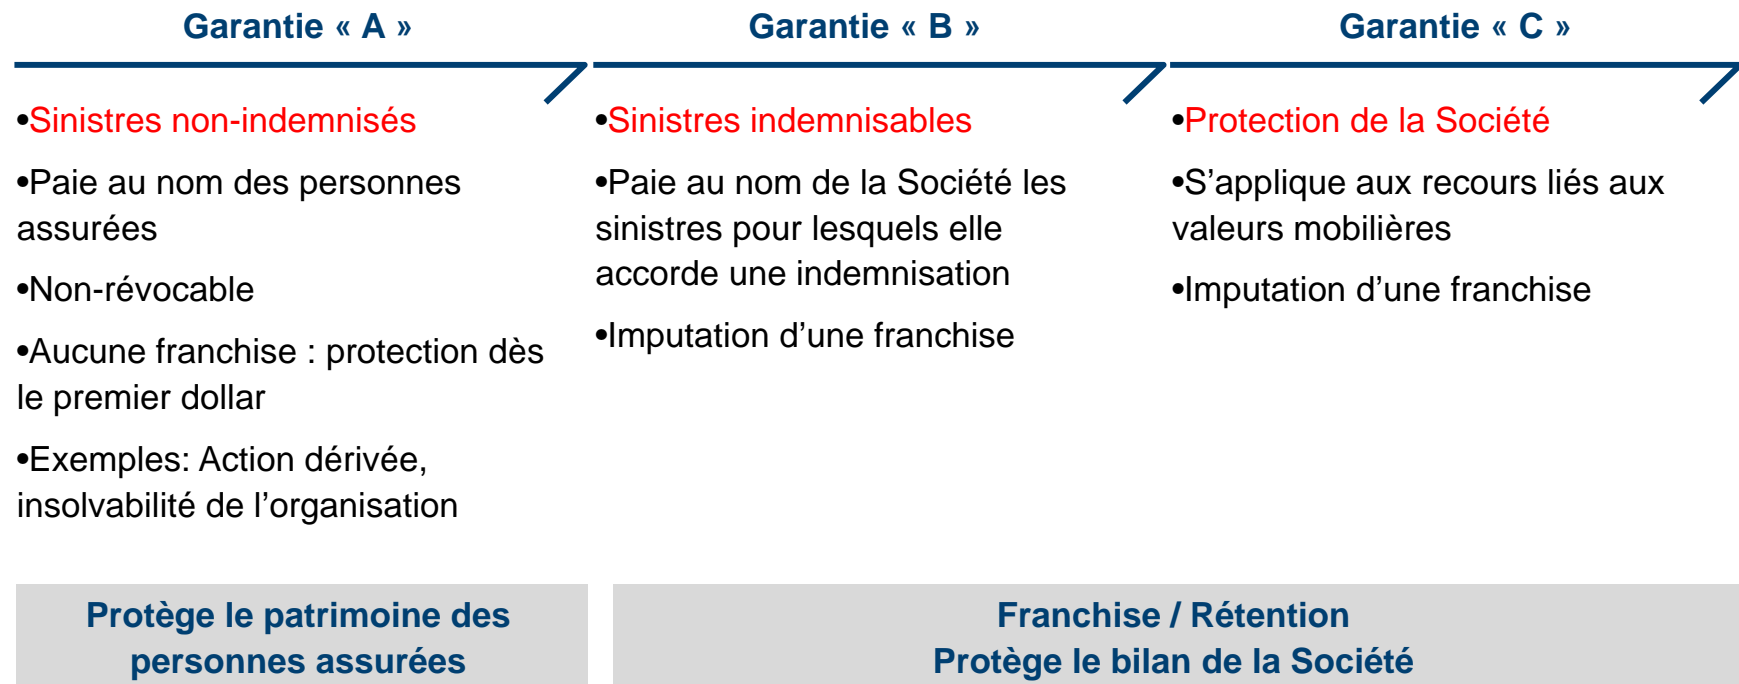 Garantie « A »
•Sinistres non-indemnisés
•Paie au nom des personnes
assurées
•Non-révocable
•Aucune franchise : protection dès
le premier dollar
•Exemples: Action dérivée,
insolvabilité de l’organisation
Protège le patrimoine des
personnes assurées
Garantie « B »
•Sinistres indemnisables
•Paie au nom de la Société les
sinistres pour lesquels elle
accorde une indemnisation
•Imputation d’une franchise
Garantie « C »
•Protection de la Société
•S’applique aux recours liés aux
valeurs mobilières
•Imputation d’une franchise
Franchise / Rétention
Protège le bilan de la Société